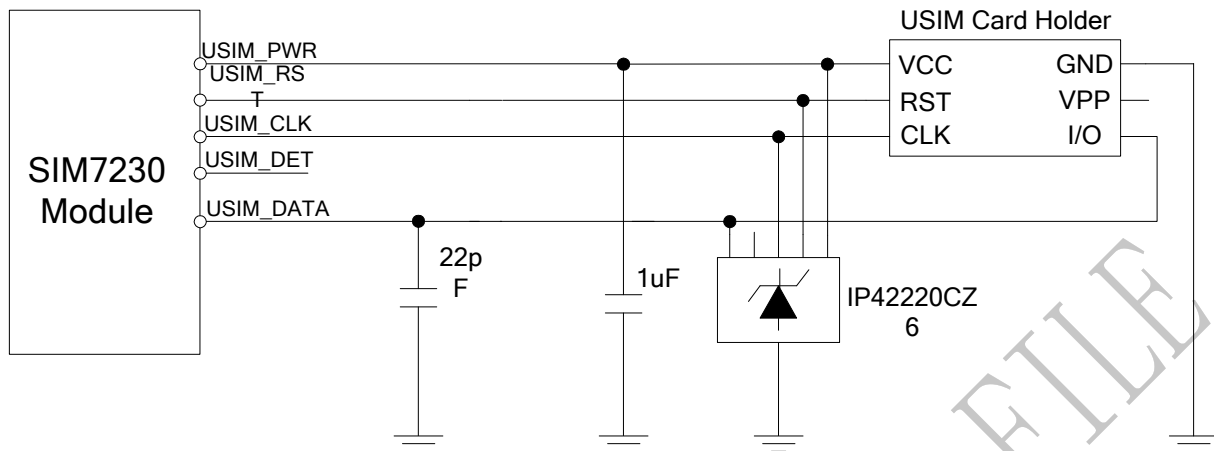 USIM Card Holder
USIM_PWR
VCC
GND
USIM_RS
T
RST
VPP
USIM_CLK
CLK
I/O
SIM7230
Module
USIM_DET
USIM_DATA
22p
F
1uF
IP42220CZ
6
FILE